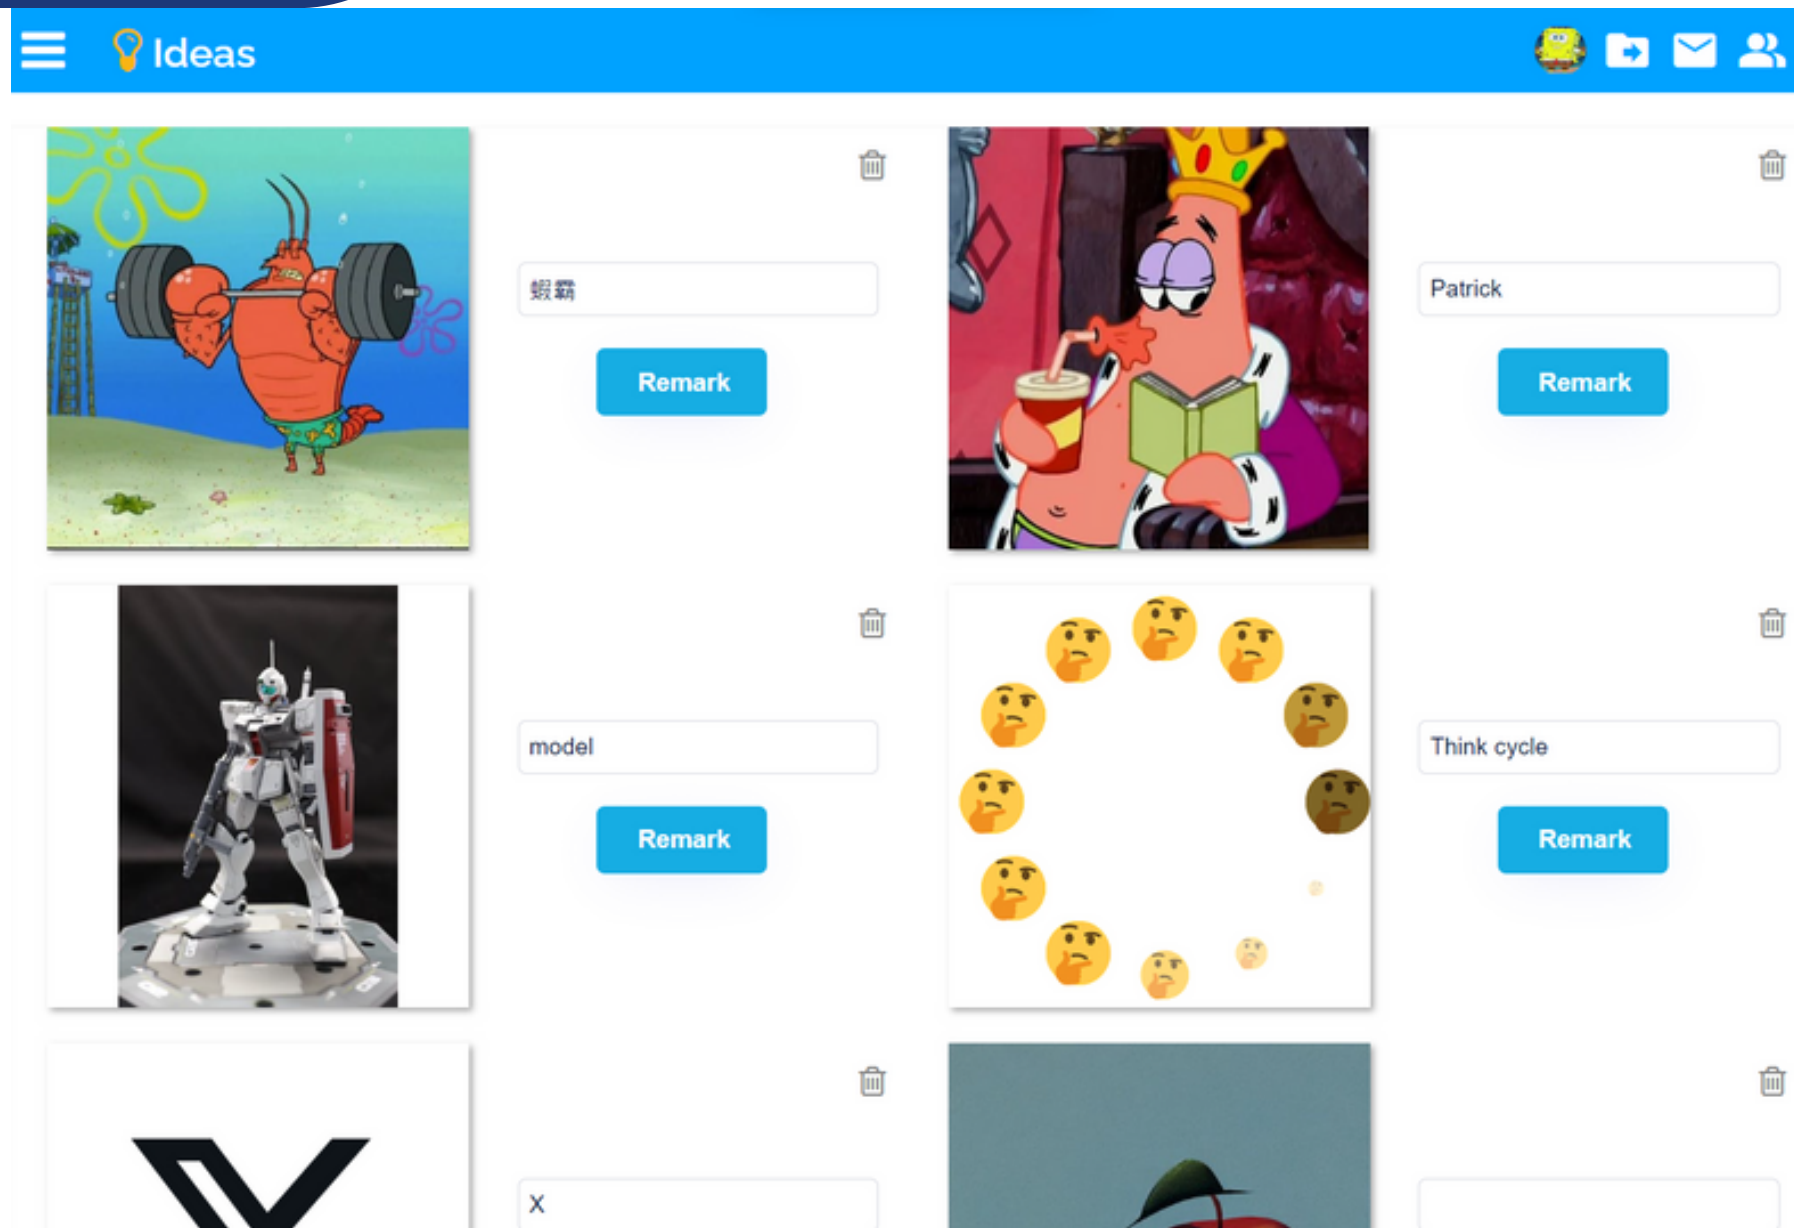 Ideas
蝦霸
Remark
Patrick
Remark
model
Remark
Think cycle
Remark
X